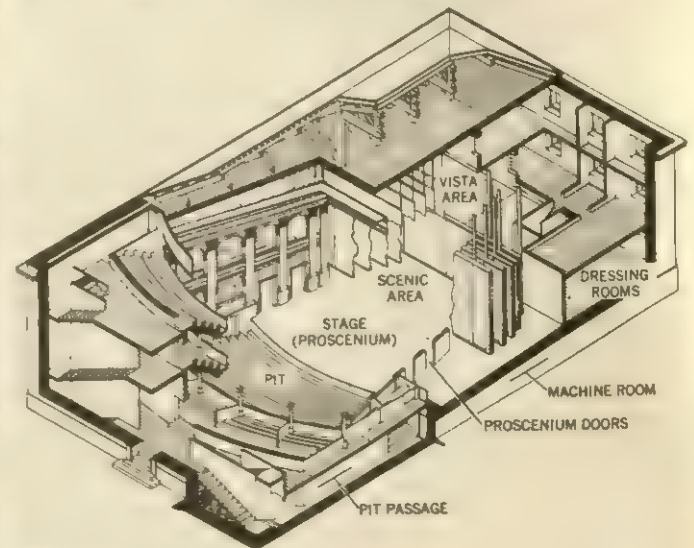 VISTA
AREA
SCENIC
AREA
DRESSING
ROOMS
STAGE
(PROSCENIUM)
PIT
MACHINE ROOM
PROSCENIUM DOORS
PIT PASSAGE